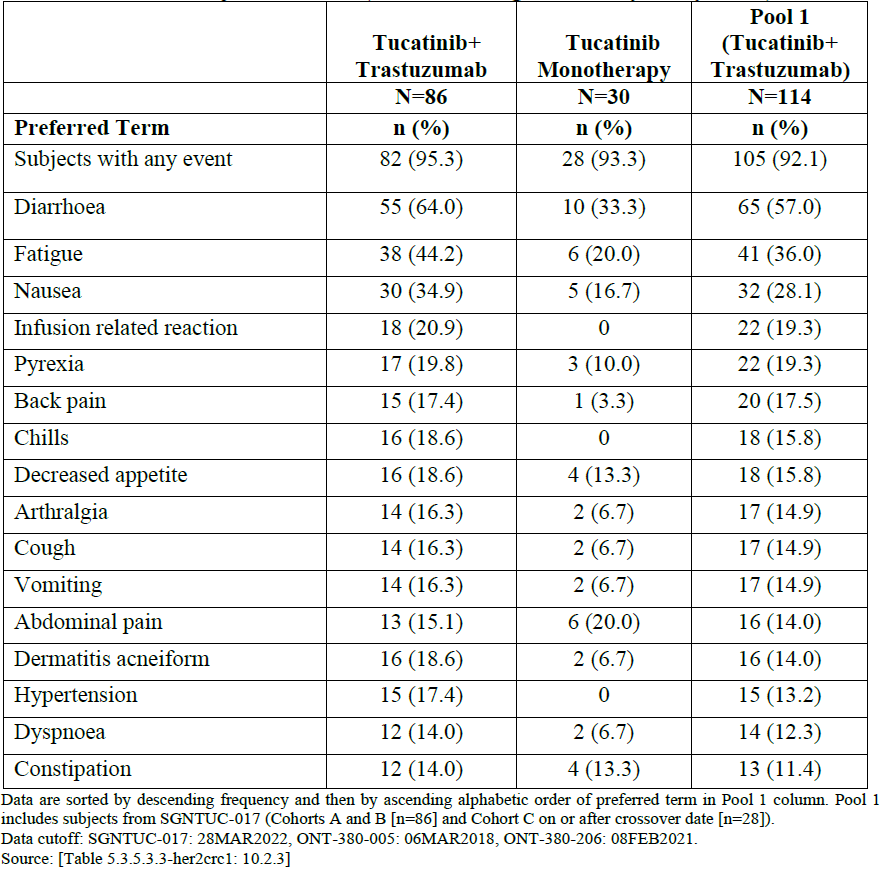 Tucatinib+ Trastuzumab | Tucatinib Monotherapy | Pool 1 (Tucatinib+ Trastuzumab)
N=86 | N=30 | N=114
Preferred Term | n (%) | n (%) | n (%)
Subjects with any event | 82 (95.3) | 28 (93.3) | 105 (92.1)
Diarrhoea | 55 (64.0) | 10 (33.3) | 65 (57.0)
Fatigue | 38 (44.2) | 6 (20.0) | 41 (36.0)
Nausea | 30 (34.9) | 5 (16.7) | 32 (28.1)
Infusion related reaction | 18 (20.9) | 0 | 22 (19.3)
Pyrexia | 17 (19.8) | 3 (10.0) | 22 (19.3)
Back pain | 15 (17.4) | 1 (3.3) | 20 (17.5)
Chills | 16 (18.6) | 0 | 18 (15.8)
Decreased appetite | 16 (18.6) | 4 (13.3) | 18 (15.8)
Arthralgia | 14 (16.3) | 2 (6.7) | 17 (14.9)
Cough | 14 (16.3) | 2 (6.7) | 17 (14.9)
Vomiting | 14 (16.3) | 2 (6.7) | 17 (14.9)
Abdominal pain | 13 (15.1) | 6 (20.0) | 16 (14.0)
Dermatitis acneiform | 16 (18.6) | 2 (6.7) | 16 (14.0)
Hypertension | 15 (17.4) | 0 | 15 (13.2)
Dyspnoea | 12 (14.0) | 2 (6.7) | 14 (12.3)
Constipation | 12 (14.0) | 4 (13.3) | 13 (11.4)
Data are sorted by descending frequency and then by ascending alphabetic order of preferred term in Pool 1 column. Pool 1
includes subjects from SGNTUC-017 (Cohorts A and B [n=86] and Cohort C on or after crossover date [n=28]).
Data cutoff: SGNTUC-017: 28MAR2022, ONT-380-005: 06MAR2018, ONT-380-206: 08FEB2021.
Source: [Table 5.3.5.3.3-her2crc1: 10.2.3]